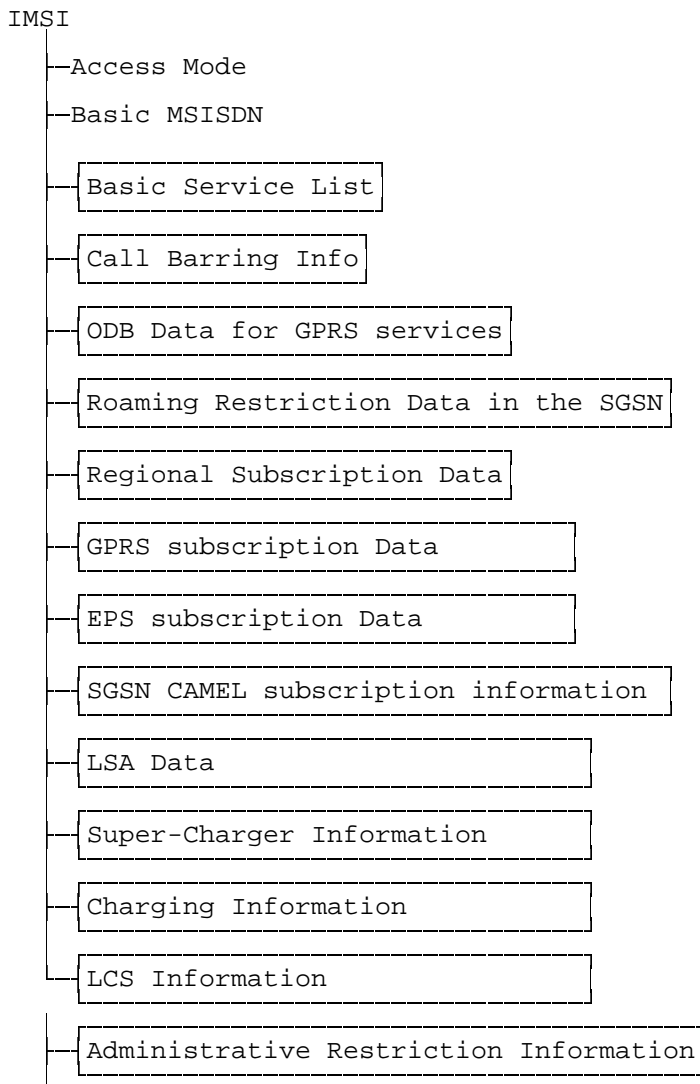 IMSI
Access Mode
Basic MSISDN
Basic Service List
Call Barring Info
ODB Data for GPRS services
Roaming Restriction Data in the SGSN
Regional Subscription Data
GPRS subscription Data
EPS subscription Data
SGSN CAMEL subscription information
LSA Data
Super-Charger Information
Charging Information
LCS Information
Administrative Restriction Information